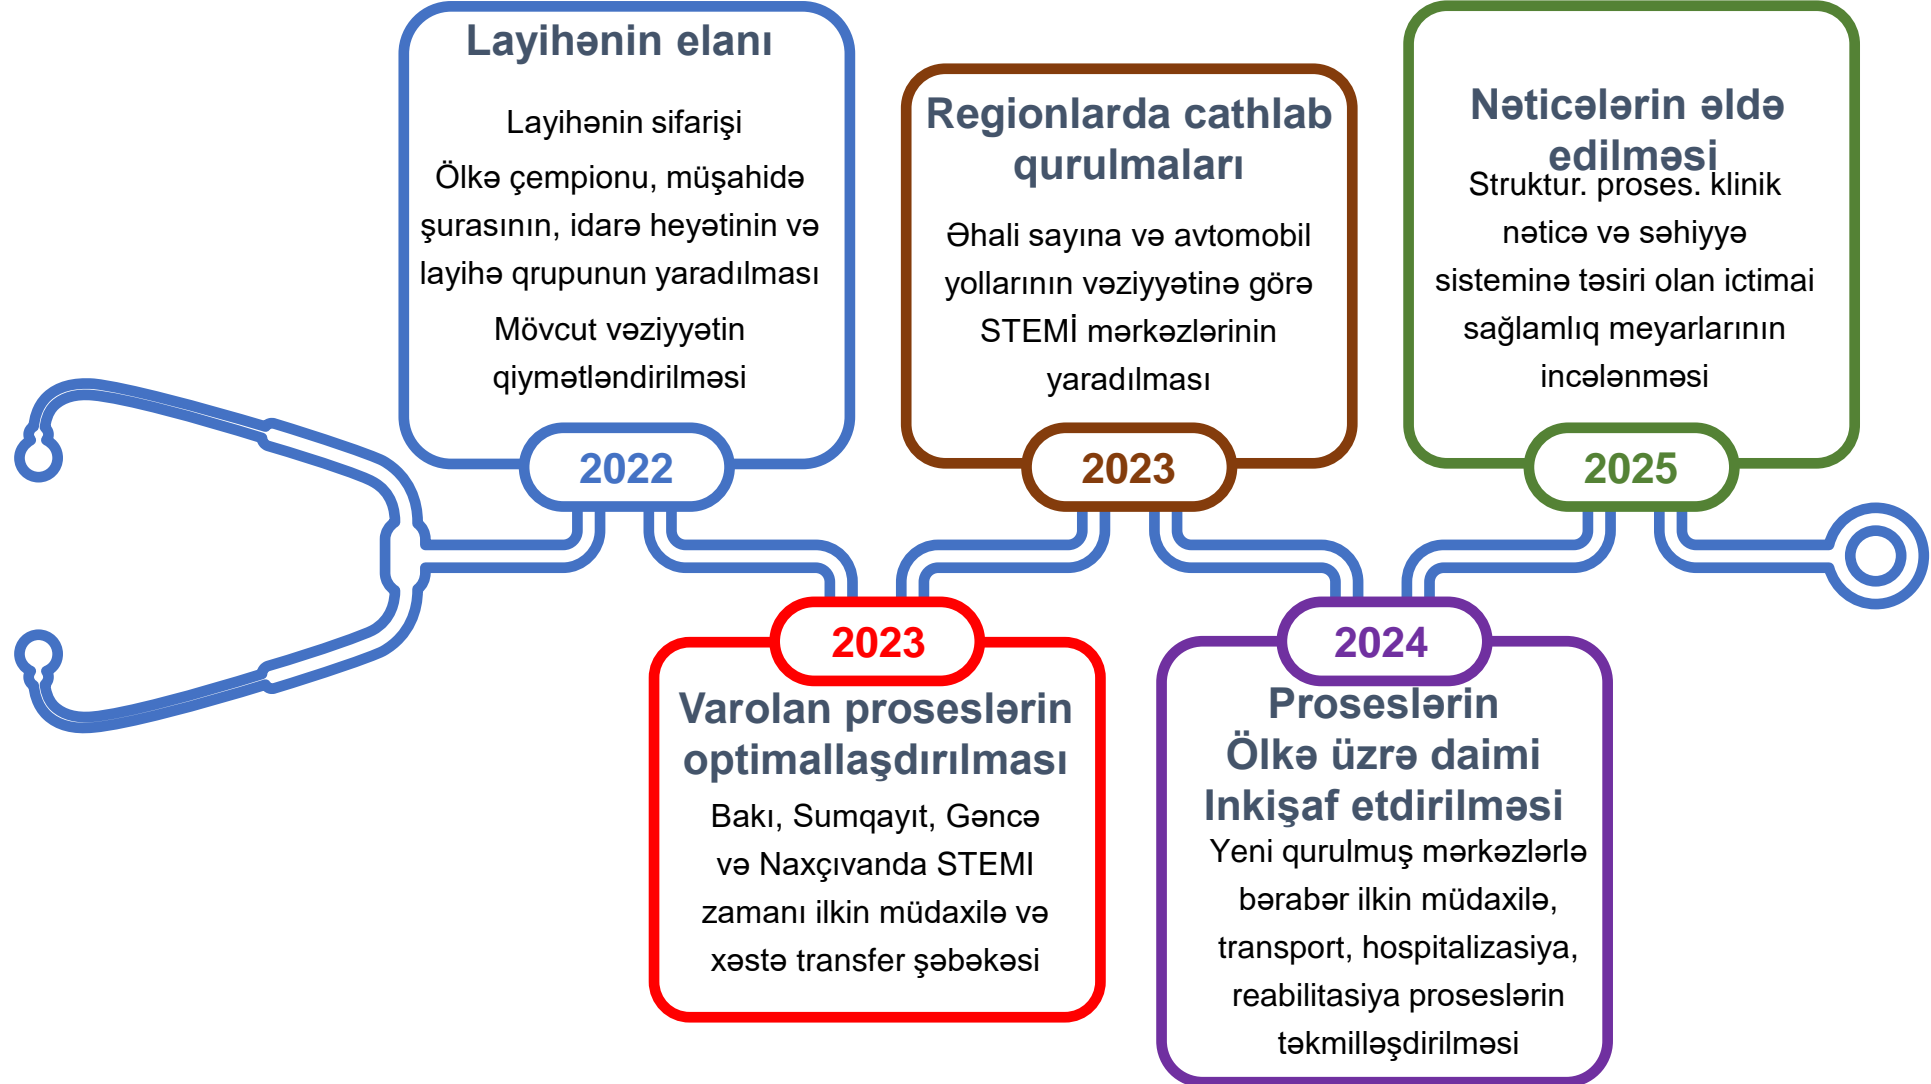 Layihənin elanı
Layihənin sifarişi
Ölkə çempionu, müşahidə
şurasının, idarə heyətinin və
layihə qrupunun yaradılması
Mövcut vəziyyətin
qiymətləndirilməsi
2022
2023
Varolan proseslərin
optimallaşdırılması
Bakı, Sumqayıt, Gəncə
və Naxçıvanda STEMI
zamanı ilkin müdaxilə və
xəstə transfer şəbəkəsi
Regionlarda cathlab
qurulmaları
Əhali sayına və avtomobil
yollarının vəziyyətinə görə
STEMİ mərkəzlərinin
yaradılması
2023
2024
Proseslərin
Ölkə üzrə daimi
Inkişaf etdirilməsi
Yeni qurulmuş mərkəzlərlə
bərabər ilkin müdaxilə,
transport, hospitalizasiya,
reabilitasiya proseslərin
təkmilləşdirilməsi
Nəticələrin əldə
edilməsi
Struktur. proses. klinik
nəticə və səhiyyə
sisteminə təsiri olan ictimai
sağlamlıq meyarlarının
incələnməsi
2025